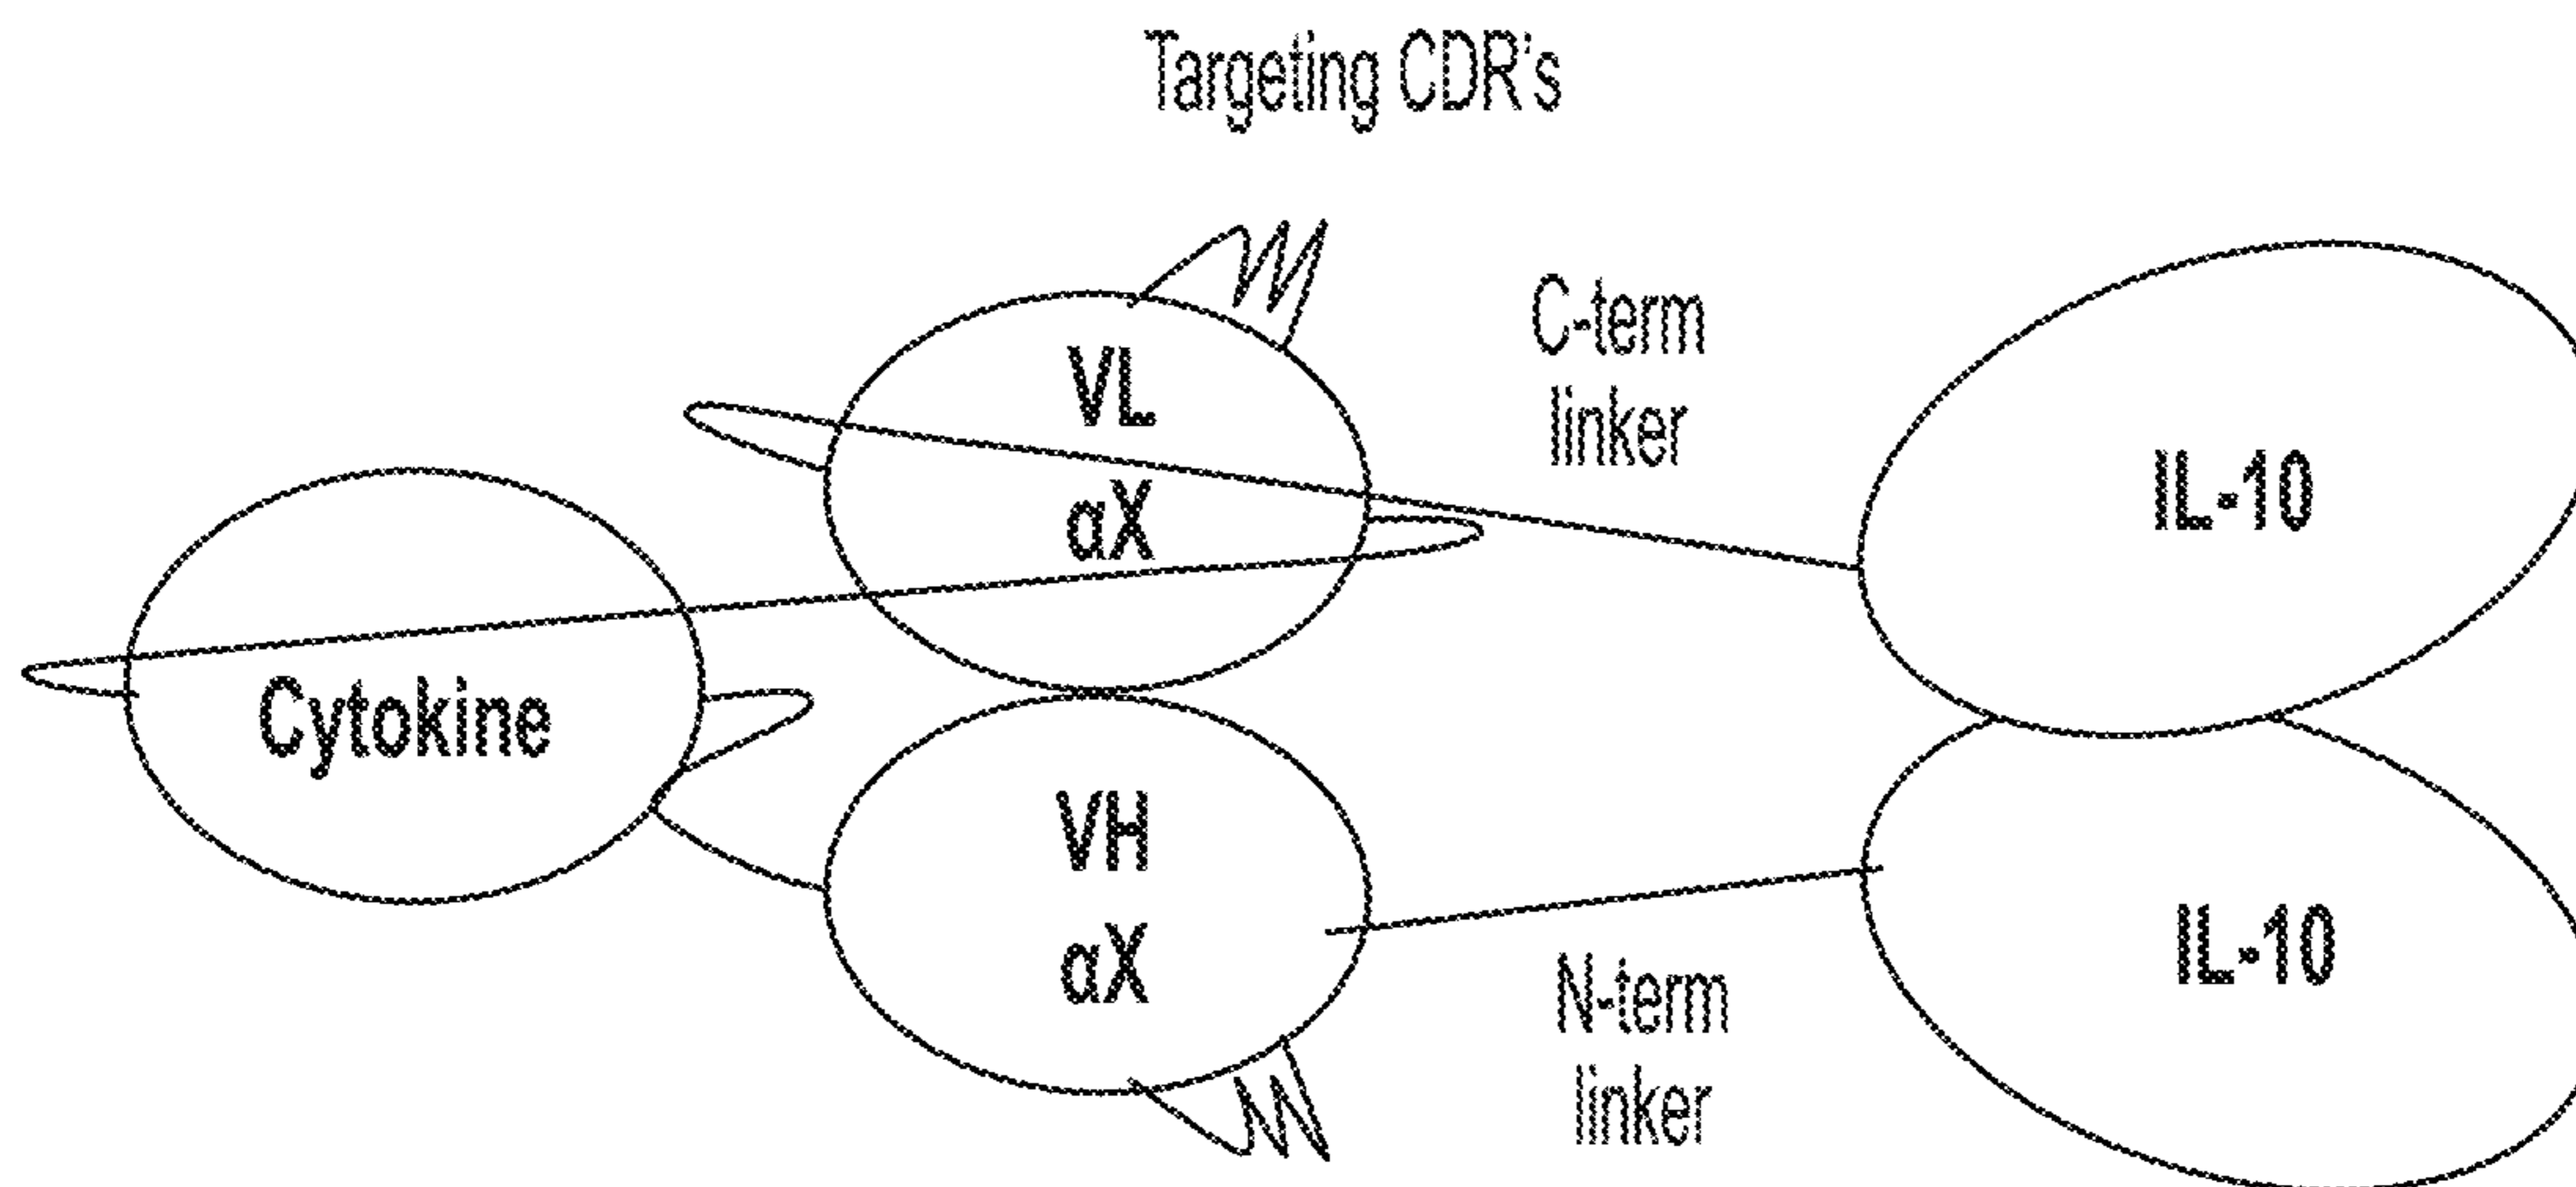 Targeting CDR's
C-term
linker
VL
αX
IL-10
Cytokine
VH
αX
IL-10
N-term
linker